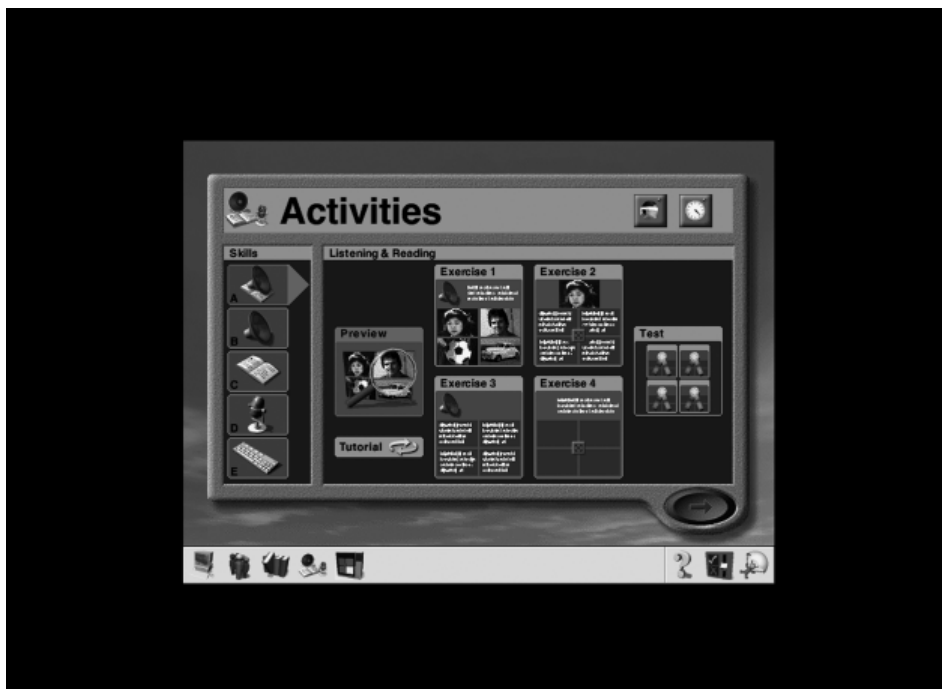 Activities
Skills
Listening & Reading
A
B
C
D
E
Preview
Tutorial
Exercise 1
Exercise 2
Exercise 3
Exercise 4
Test